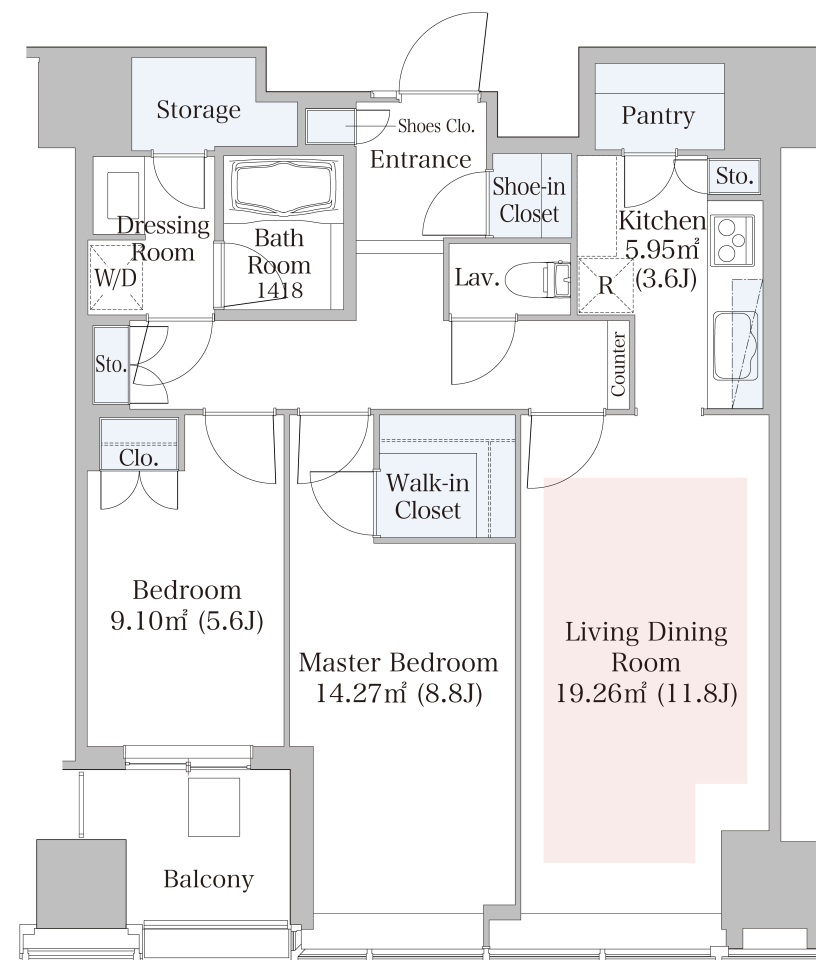 Storage
Shoes Clo.
Entrance
Pantry
Shoe-in
Closet
Sto.
Dressing
Room
Bath
Room
1418
Kitchen
5.95㎡
(3.6J)
W/D
Lav.
R
Sto.
Counter
Clo.
Walk-in
Closet
Bedroom
9.10㎡ (5.6J)
Master Bedroom
14.27㎡ (8.8J)
Living Dining
Room
19.26㎡ (11.8J)
Balcony